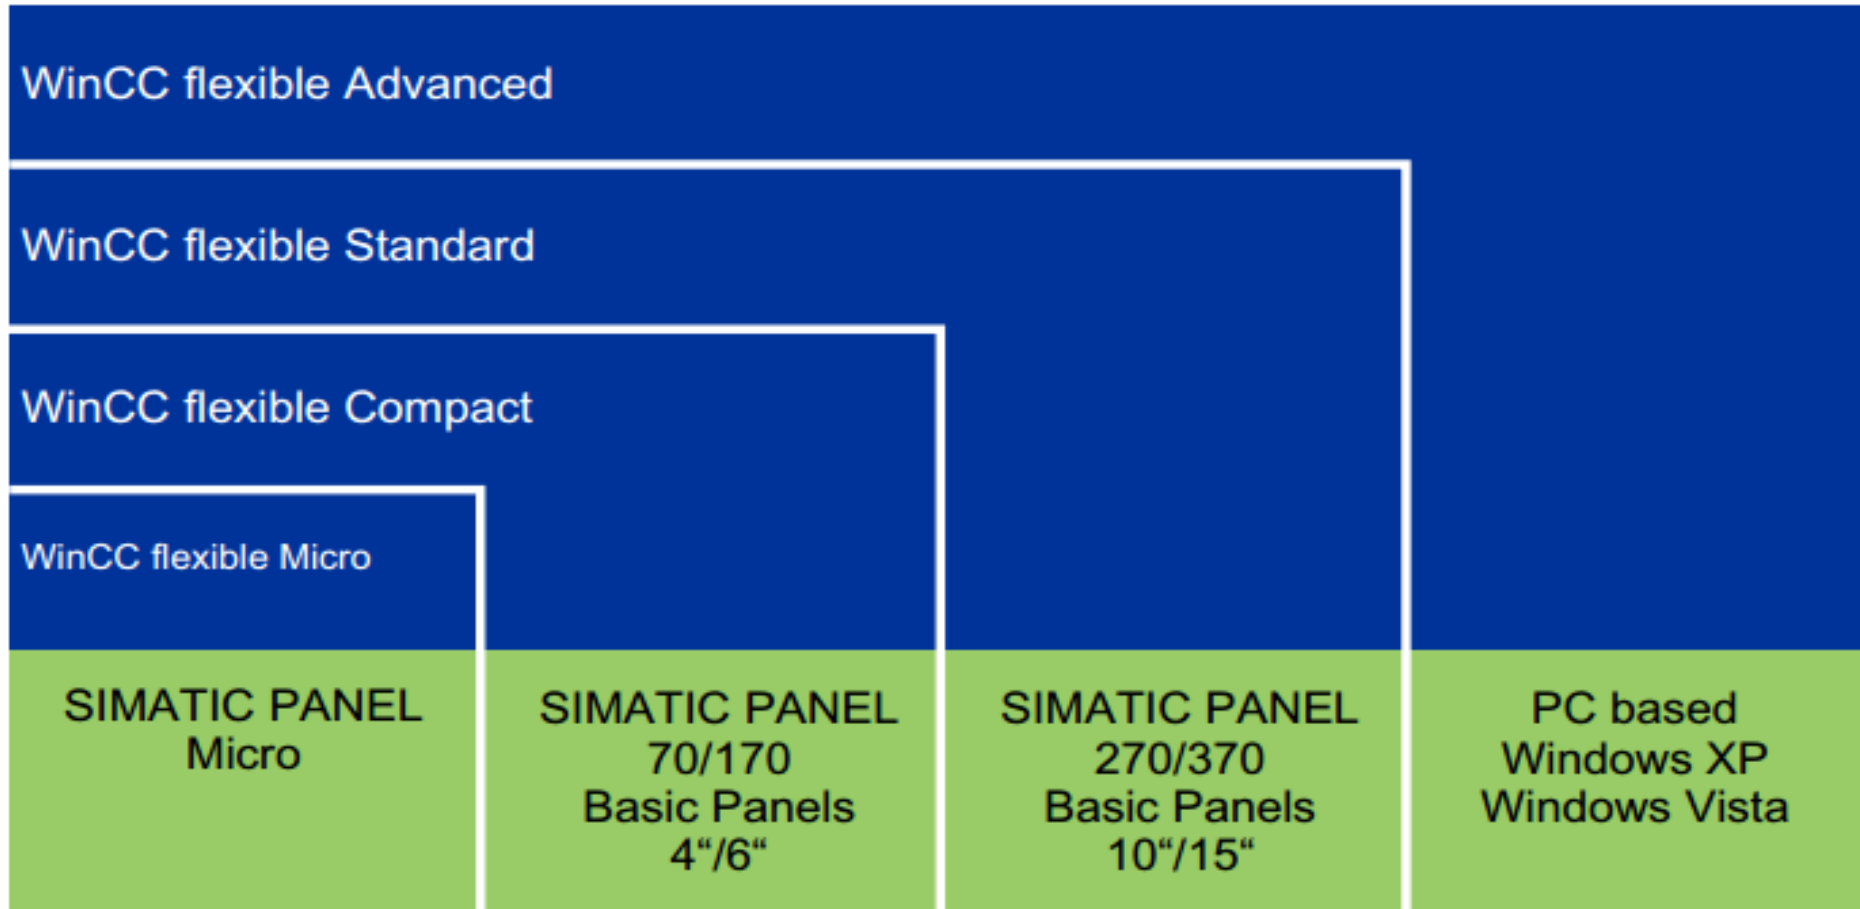 WinCC flexible Advanced
WinCC flexible Standard
WinCC flexible Compact
WinCC flexible Micro
SIMATIC PANEL
Micro
SIMATIC PANEL
70/170
Basic Panels
4“/6“
SIMATIC PANEL
270/370
Basic Panels
10“/15“
PC based
Windows XP
Windows Vista